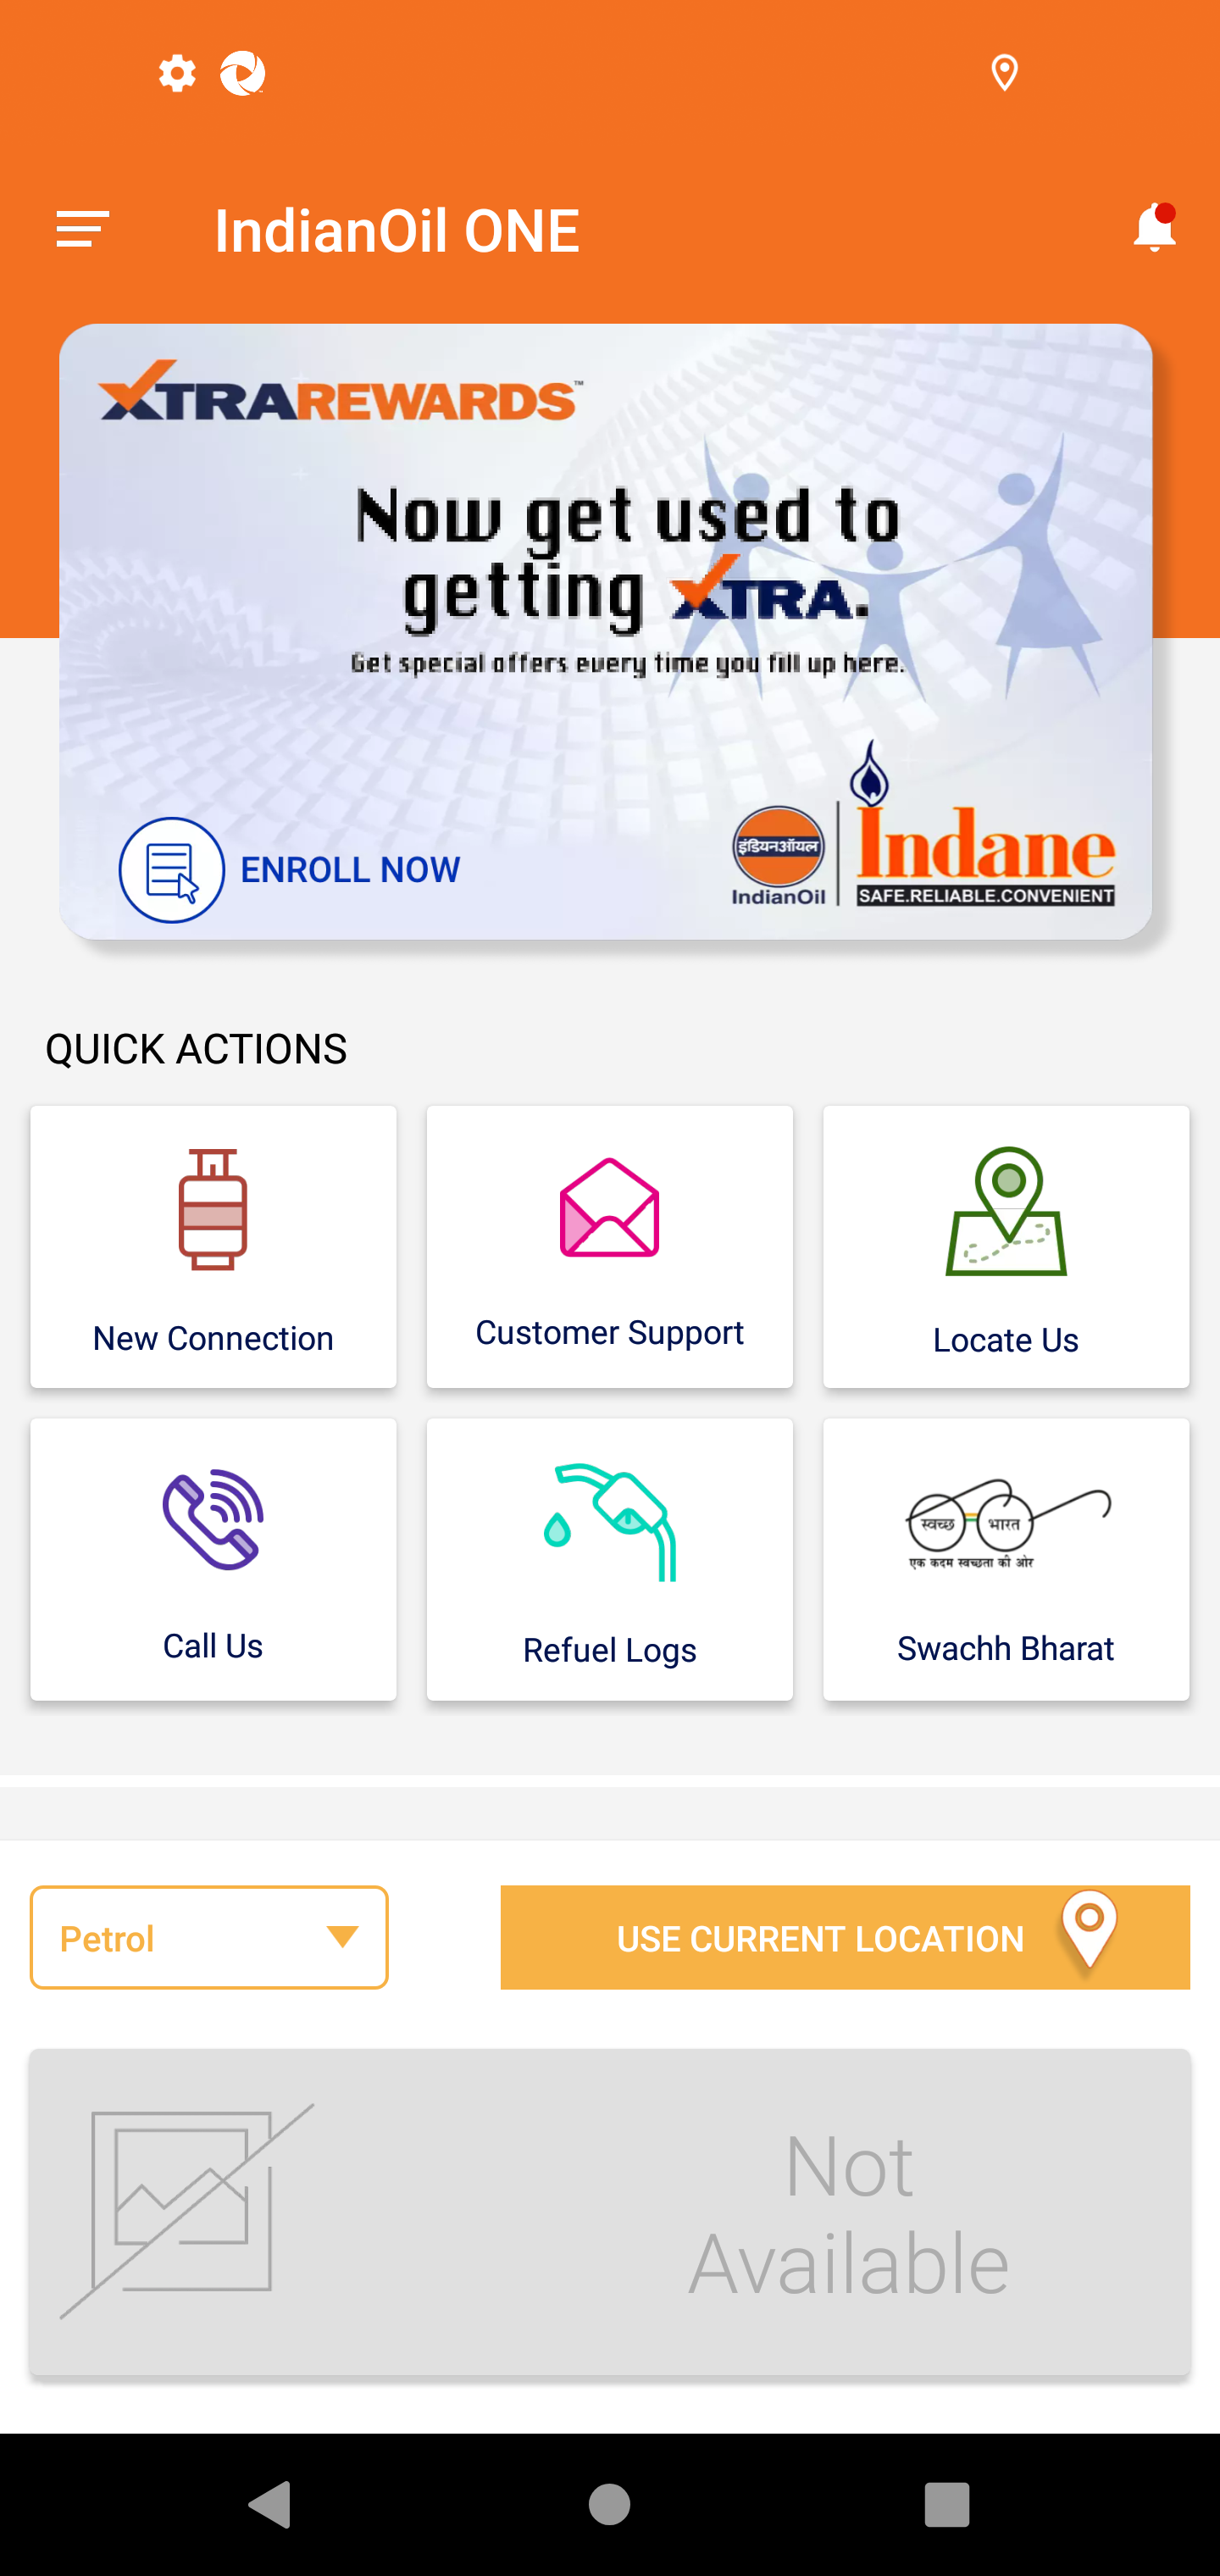 IndianOil ONE
XTRAREWARDS™
Now get used to
getting XTRA.
Get special offers every time you fill up here.
ENROLL NOW
इंडियनऑयल
IndianOil
Indane
SAFE.RELIABLE.CONVENIENT
QUICK ACTIONS
New Connection
Customer Support
Locate Us
स्वच्छ भारत
एक कदम स्वच्छता की ओर
Call Us
Refuel Logs
Swachh Bharat
Petrol
USE CURRENT LOCATION
Not
Available